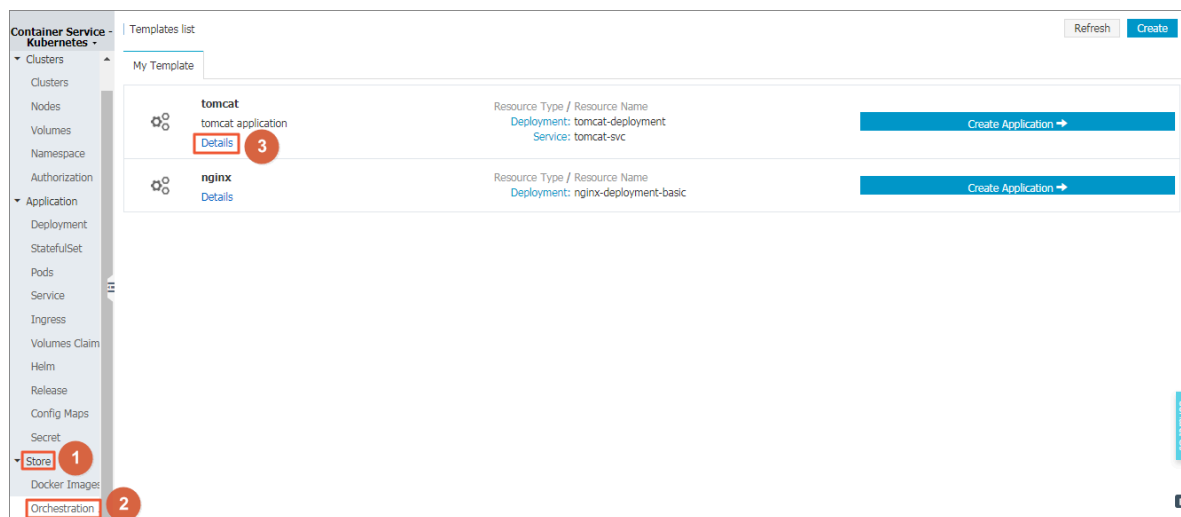 Container Service -
Kubernetes
Clusters
Clusters
Nodes
Volumes
Namespace
Authorization
Application
Deployment
StatefulSet
Pods
Service
Ingress
Volumes Claim
Helm
Release
Config Maps
Secret
Store
1
Docker Images
Orchestration
2
Templates list
Refresh
Create
My Template
tomcat
tomcat application
Details
3
Resource Type / Resource Name
Deployment: tomcat-deployment
Service: tomcat-svc
Create Application →
nginx
Details
Resource Type / Resource Name
Deployment: nginx-deployment-basic
Create Application →